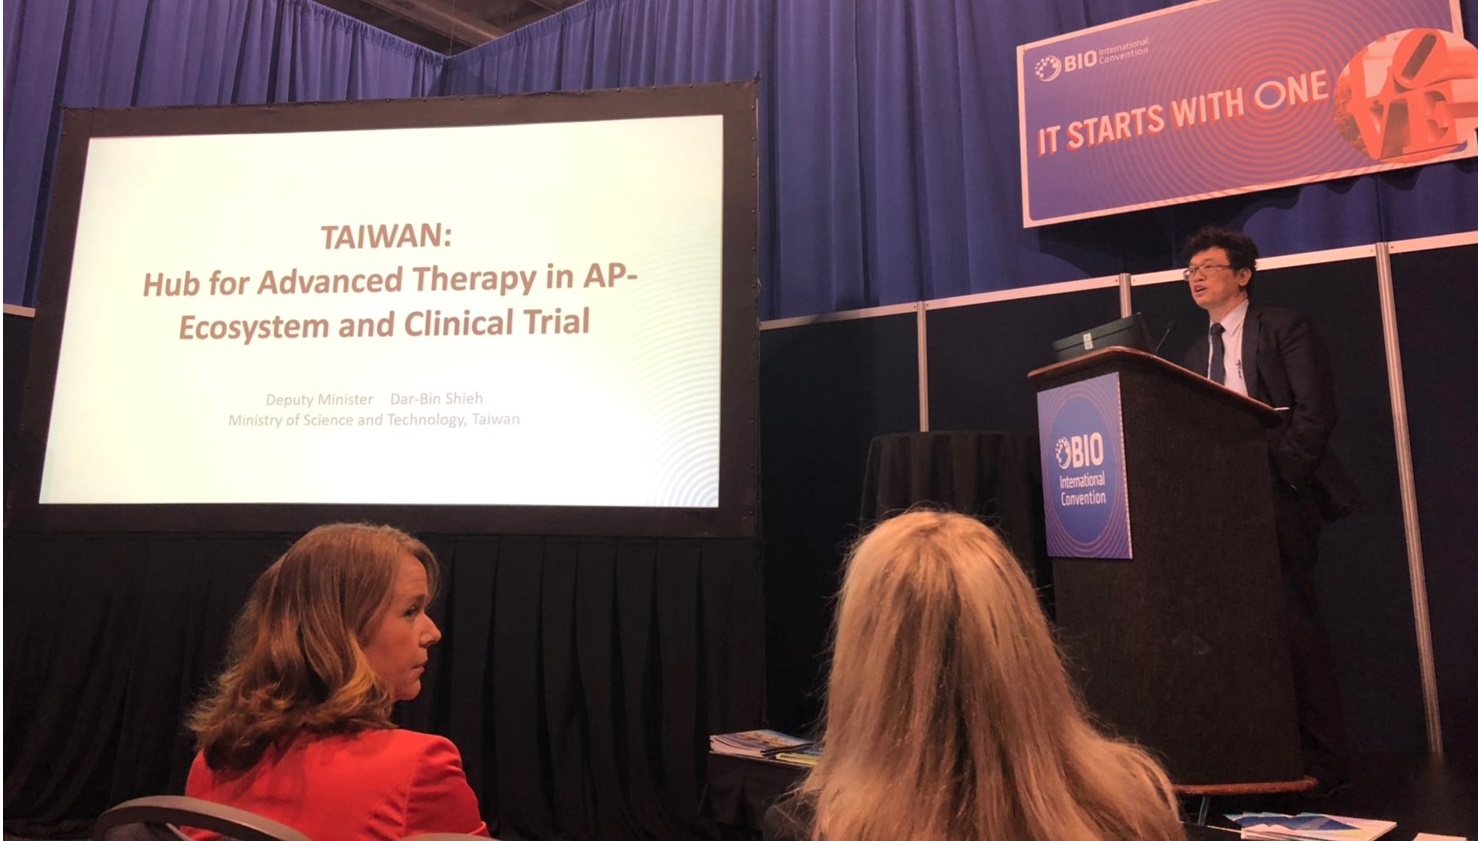 TAIWAN:
Hub for Advanced Therapy in AP-
Ecosystem and Clinical Trial
Deputy Minister Dar-Bin Shieh
Ministry of Science and Technology, Taiwan
BIO International
Convention
IT STARTS WITH ONE
OVE
BIO
International
Convention